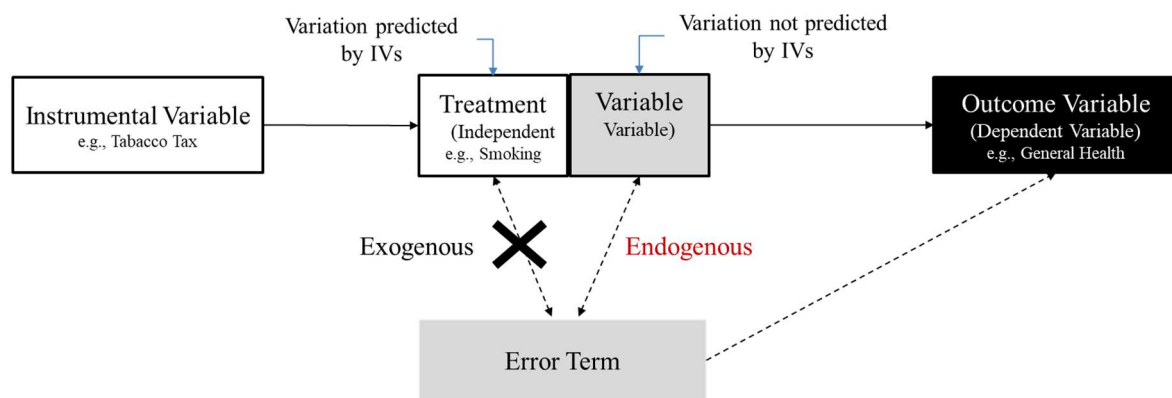 Variation predicted
by IVs
Variation not predicted
by IVs
Instrumental Variable
e.g., Tabacco Tax
Treatment
(Independent
e.g., Smoking
Variable
Variable)
Outcome Variable
(Dependent Variable)
e.g., General Health
Exogenous
Endogenous
Error Term